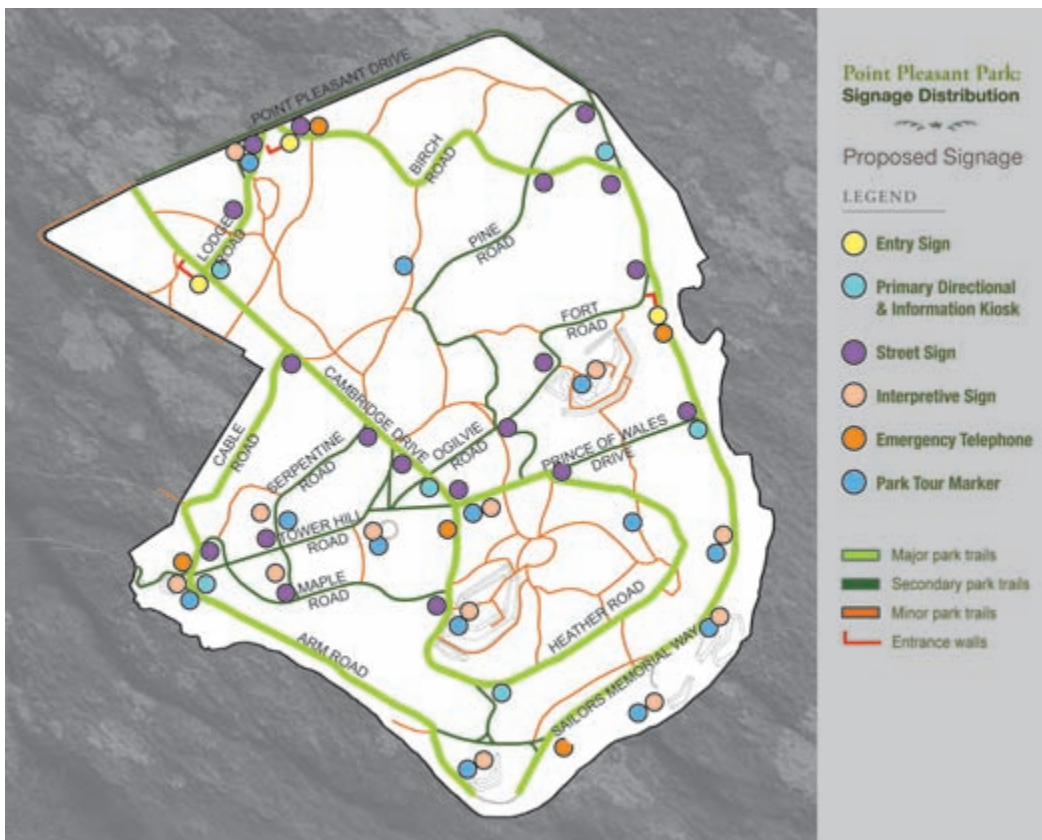 Point Pleasant Park:
Signage Distribution
Proposed Signage
LEGEND
Entry Sign
Primary Directional
& Information Kiosk
Street Sign
Interpretive Sign
Emergency Telephone
Park Tour Marker
Major park trails
Secondary park trails
Minor park trails
Entrance walls
POINT PLEASANT DRIVE
BIRCH
ROAD
LODGE
ROAD
PINE
ROAD
FORT
ROAD
CAMBRIDGE DRIVE
CABLE
ROAD
SERPENTINE
ROAD
OGILVIE
ROAD
PRINCE OF WALES
DRIVE
TOWER HILL
ROAD
MAPLE
ROAD
HEATHER ROAD
ARM ROAD
SAILORS MEMORIAL WAY